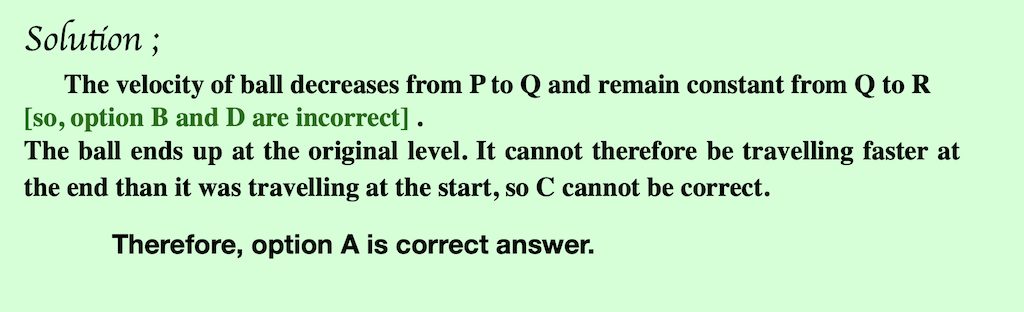 Solution ;
The velocity of ball decreases from P to Q and remain constant from Q to R
[so, option B and D are incorrect] .
The ball ends up at the original level. It cannot therefore be travelling faster at
the end than it was travelling at the start, so C cannot be correct.
Therefore, option A is correct answer.